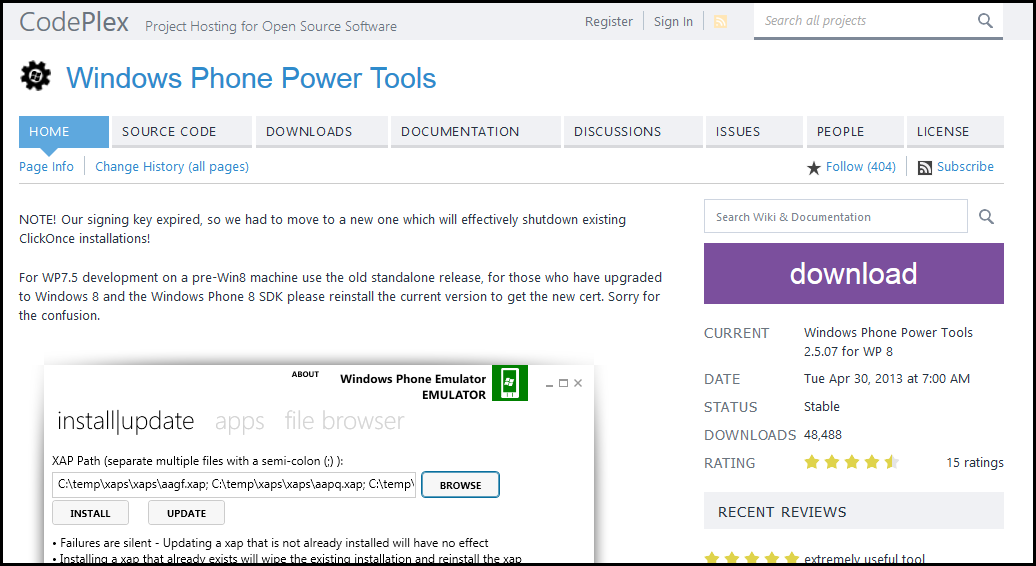 CodePlex Project Hosting for Open Source Software
Register Sign In Search all projects
Windows Phone Power Tools
HOME SOURCE CODE DOWNLOADS DOCUMENTATION DISCUSSIONS ISSUES PEOPLE LICENSE
Page Info Change History (all pages) Follow (404) Subscribe
NOTE! Our signing key expired, so we had to move to a new one which will effectively shutdown existing
ClickOnce installations!
For WP7.5 development on a pre-Win8 machine use the old standalone release, for those who have upgraded
to Windows 8 and the Windows Phone 8 SDK please reinstall the current version to get the new cert. Sorry for
the confusion.
ABOUT Windows Phone Emulator
EMULATOR
install|update apps file browser
XAP Path (separate multiple files with a semi-colon (;) ):
C:\temp\xaps\xaps\aagf.xap; C:\temp\xaps\xaps\aapq.xap; C:\temp\ BROWSE
INSTALL UPDATE
• Failures are silent - Updating a xap that is not already installed will have no effect
• Installing a xap that already exists will wipe the existing installation and reinstall the xap
Search Wiki & Documentation
download
CURRENT Windows Phone Power Tools
2.5.07 for WP 8
DATE Tue Apr 30, 2013 at 7:00 AM
STATUS Stable
DOWNLOADS 48,488
RATING 15 ratings
RECENT REVIEWS
extremely useful tool